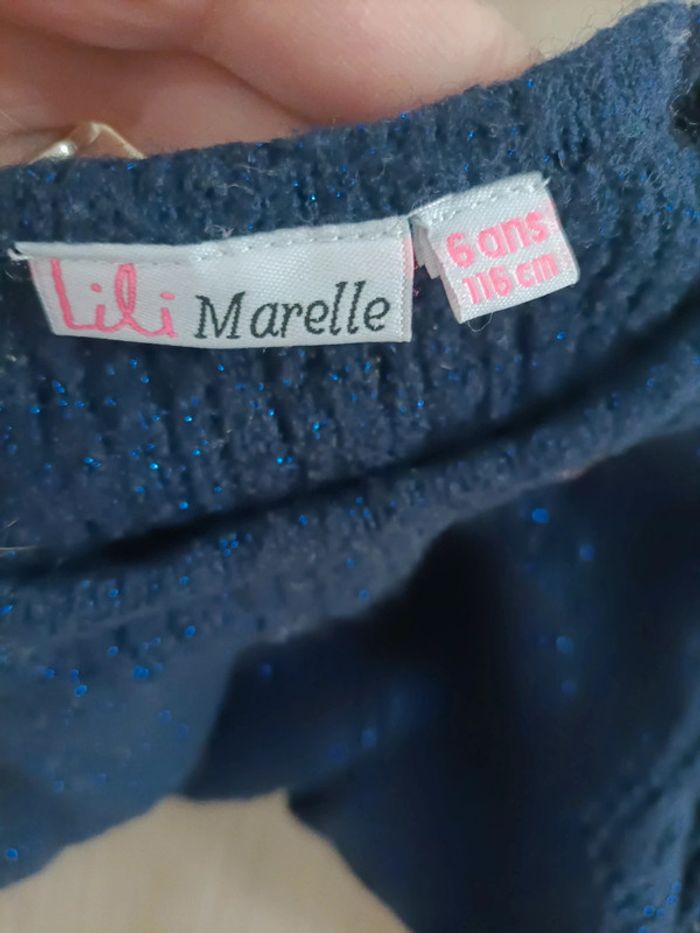 Lili Marelle
6 ans
116 cm